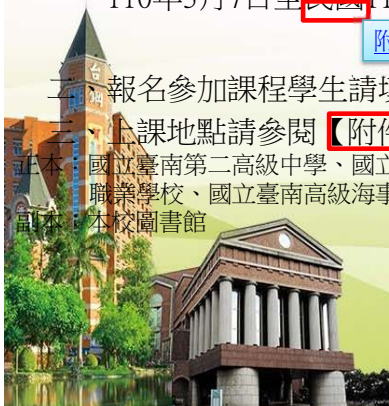 110年5月7日至民國1
附
二、報名參加課程學生請填
三、上課地點請參閱【附件
正本：國立臺南第二高級中學、國立
職業學校、國立臺南高級海事
副本：本校圖書館
台灣